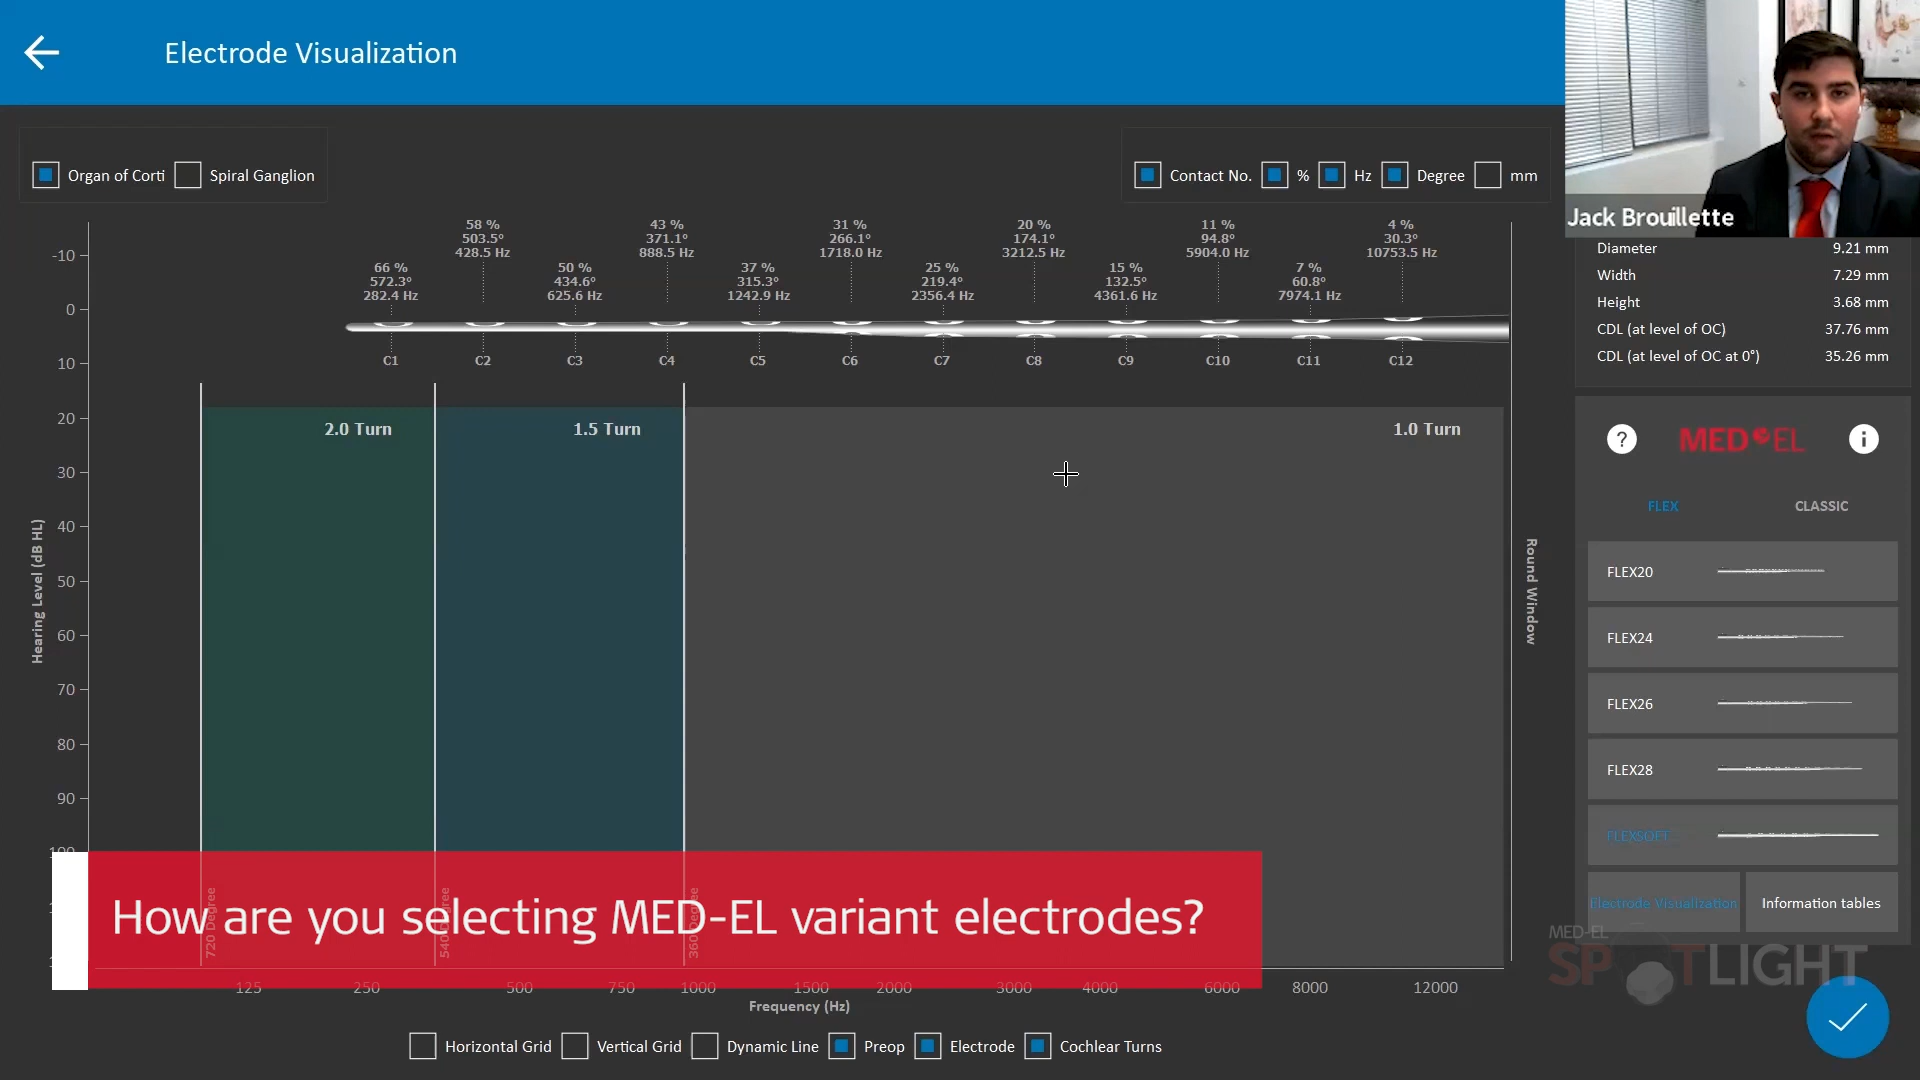 Electrode Visualization
Jack Brouillette
Organ of Corti Spiral Ganglion
Contact No. % Hz Degree mm
Diameter 9.21 mm
Width 7.29 mm
Height 3.68 mm
CDL (at level of OC) 37.76 mm
CDL (at level of OC at 0°) 35.26 mm
58 % 43 % 31 % 20 % 11 % 4 %
503.5° 371.1° 266.1° 174.1° 94.8° 30.3°
428.5 Hz 888.5 Hz 1718.0 Hz 3212.5 Hz 5904.0 Hz 10753.5 Hz
66 % 50 % 37 % 25 % 15 % 7 %
572.3° 434.6° 315.3° 219.4° 132.5° 60.8°
282.4 Hz 625.6 Hz 1242.9 Hz 2356.4 Hz 4361.6 Hz 7974.1 Hz
C1 C2 C3 C4 C5 C6 C7 C8 C9 C10 C11 C12
-10
0
10
20
30
40
50
60
70
80
90
100
Hearing Level (dB HL)
2.0 Turn 1.5 Turn 1.0 Turn
720 Degree
540 Degree
360 Degree
Round Window
? MED-EL i
FLEX CLASSIC
FLEX20
FLEX24
FLEX26
FLEX28
FLEXSOFT
Electrode Visualization Information tables
How are you selecting MED-EL variant electrodes?
MED-EL
SPOTLIGHT
125 250 500 750 1000 1500 2000 3000 4000 6000 8000 12000
Frequency (Hz)
Horizontal Grid Vertical Grid Dynamic Line Preop Electrode Cochlear Turns